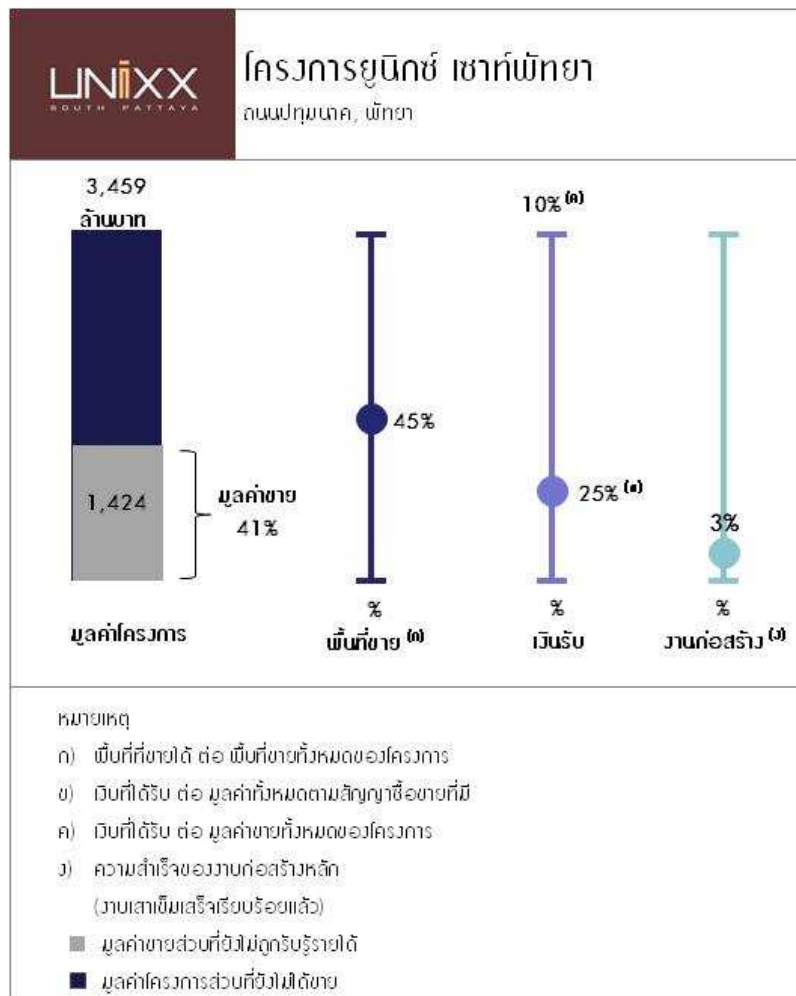 UNiXX
SOUTH PATTAYA
โครงการยูนิกซ์ เซาท์พัทยา
ถนนปทุมนาค, พัทยา
3,459
ล้านบาท
10% (ค)
45%
25% (ข)
3%
1,424
มูลค่าขาย
41%
มูลค่าโครงการ
%
พื้นที่ขาย (ก)
%
เงินรับ
%
งานก่อสร้าง (ง)
หมายเหตุ
ก) พื้นที่ที่ขายได้ ต่อ พื้นที่ขายทั้งหมดของโครงการ
ข) เงินที่ได้รับ ต่อ มูลค่าทั้งหมดตามสัญญาซื้อขายที่มี
ค) เงินที่ได้รับ ต่อ มูลค่าขายทั้งหมดของโครงการ
ง) ความสำเร็จของงานก่อสร้างหลัก
(งานเสาเข็มเสร็จเรียบร้อยแล้ว)
มูลค่าขายส่วนที่ยังไม่ถูกรับรู้รายได้
มูลค่าโครงการส่วนที่ยังไม่ได้ขาย